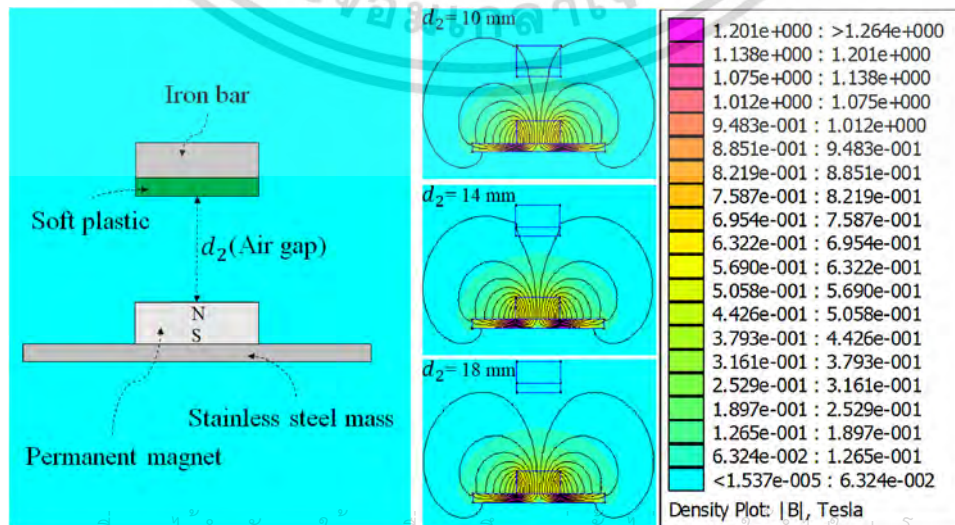 Iron bar
Soft plastic
d₂(Air gap)
N
S
Stainless steel mass
Permanent magnet
d₂= 10 mm
d₂= 14 mm
d₂= 18 mm
1.201e+000 : >1.264e+000
1.138e+000 : 1.201e+000
1.075e+000 : 1.138e+000
1.012e+000 : 1.075e+000
9.483e-001 : 1.012e+000
8.851e-001 : 9.483e-001
8.219e-001 : 8.851e-001
7.587e-001 : 8.219e-001
6.954e-001 : 7.587e-001
6.322e-001 : 6.954e-001
5.690e-001 : 6.322e-001
5.058e-001 : 5.690e-001
4.426e-001 : 5.058e-001
3.793e-001 : 4.426e-001
3.161e-001 : 3.793e-001
2.529e-001 : 3.161e-001
1.897e-001 : 2.529e-001
1.265e-001 : 1.897e-001
6.324e-002 : 1.265e-001
<1.537e-005 : 6.324e-002
Density Plot: |B|, Tesla